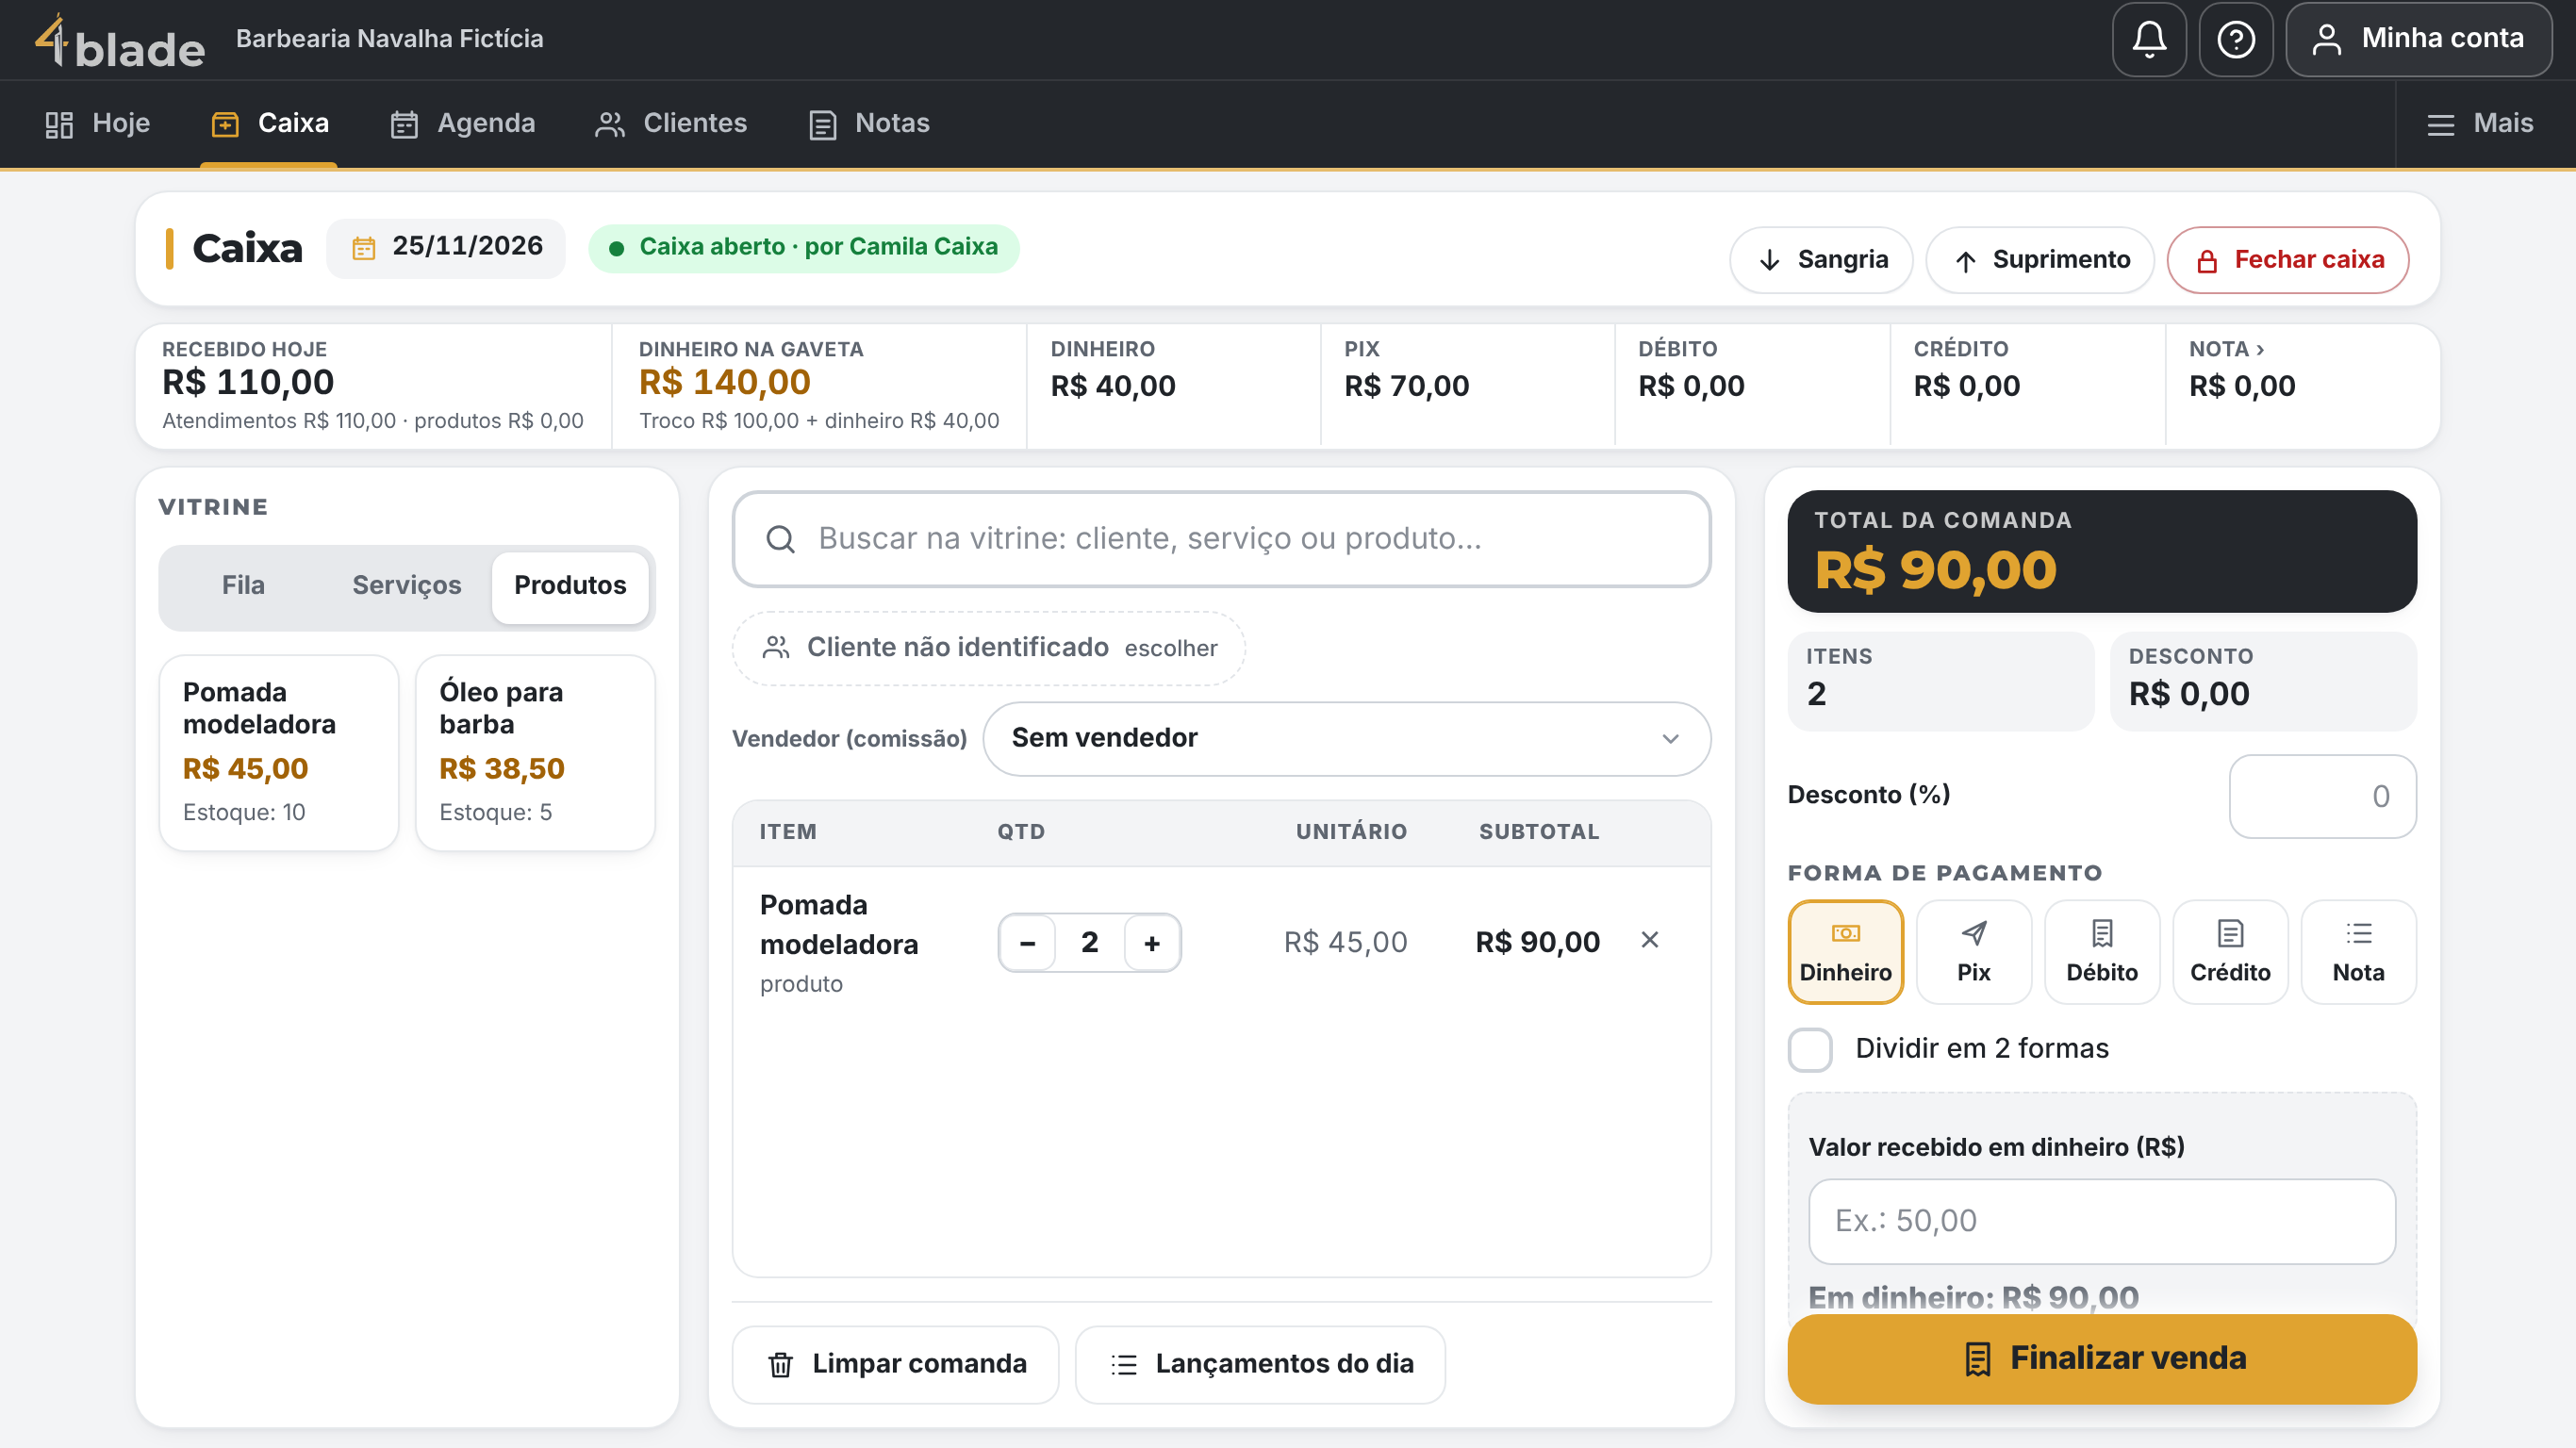 4blade
Barbearia Navalha Fictícia
Minha conta
Hoje
Caixa
Agenda
Clientes
Notas
Mais
Caixa
25/11/2026
Caixa aberto · por Camila Caixa
Sangria
Suprimento
Fechar caixa
RECEBIDO HOJE
R$ 110,00
Atendimentos R$ 110,00 · produtos R$ 0,00
DINHEIRO NA GAVETA
R$ 140,00
Troco R$ 100,00 + dinheiro R$ 40,00
DINHEIRO
R$ 40,00
PIX
R$ 70,00
DÉBITO
R$ 0,00
CRÉDITO
R$ 0,00
NOTA ›
R$ 0,00
VITRINE
Fila
Serviços
Produtos
Pomada
modeladora
R$ 45,00
Estoque: 10
Óleo para
barba
R$ 38,50
Estoque: 5
Buscar na vitrine: cliente, serviço ou produto...
Cliente não identificado escolher
Vendedor (comissão)
Sem vendedor
ITEM
QTD
UNITÁRIO
SUBTOTAL
Pomada
modeladora
produto
− 2 +
R$ 45,00
R$ 90,00
×
Limpar comanda
Lançamentos do dia
TOTAL DA COMANDA
R$ 90,00
ITENS
2
DESCONTO
R$ 0,00
Desconto (%)
0
FORMA DE PAGAMENTO
Dinheiro
Pix
Débito
Crédito
Nota
Dividir em 2 formas
Valor recebido em dinheiro (R$)
Ex.: 50,00
Em dinheiro: R$ 90,00
Finalizar venda